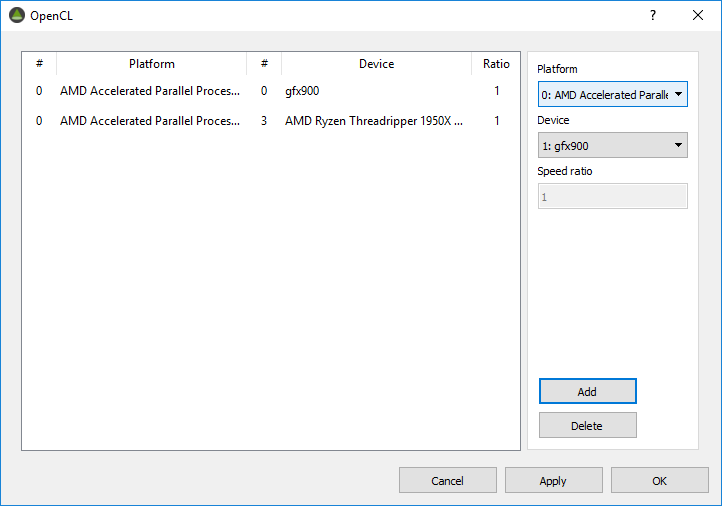 OpenCL
# Platform # Device Ratio
0 AMD Accelerated Parallel Proces... 0 gfx900 1
0 AMD Accelerated Parallel Proces... 3 AMD Ryzen Threadripper 1950X ... 1
Platform
0: AMD Accelerated Paralle
Device
1: gfx900
Speed ratio
1
Add
Delete
Cancel Apply OK